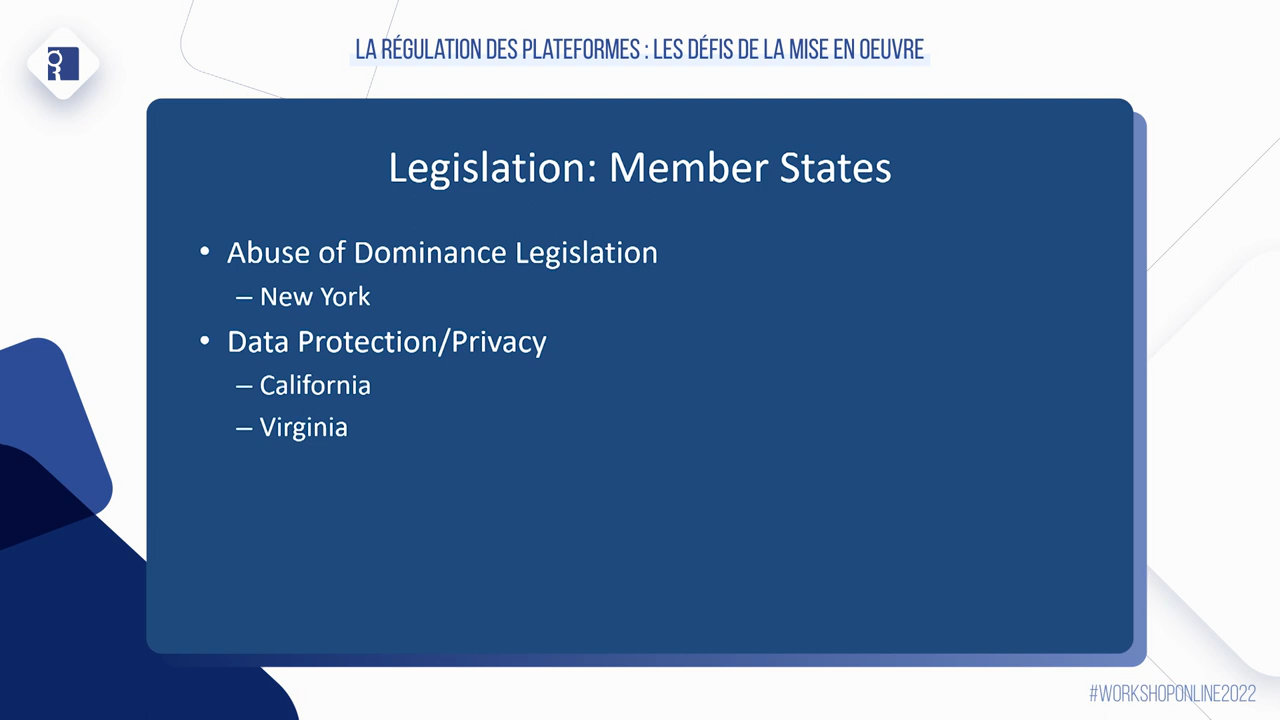 LA RÉGULATION DES PLATEFORMES : LES DÉFIS DE LA MISE EN OEUVRE
Legislation: Member States
• Abuse of Dominance Legislation
– New York
• Data Protection/Privacy
– California
– Virginia
#WORKSHOPONLINE2022